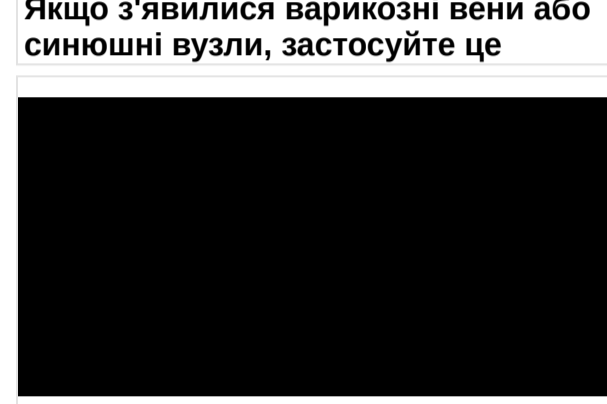 Якщо з'явилися варикозні вени або
синюшні вузли, застосуйте це